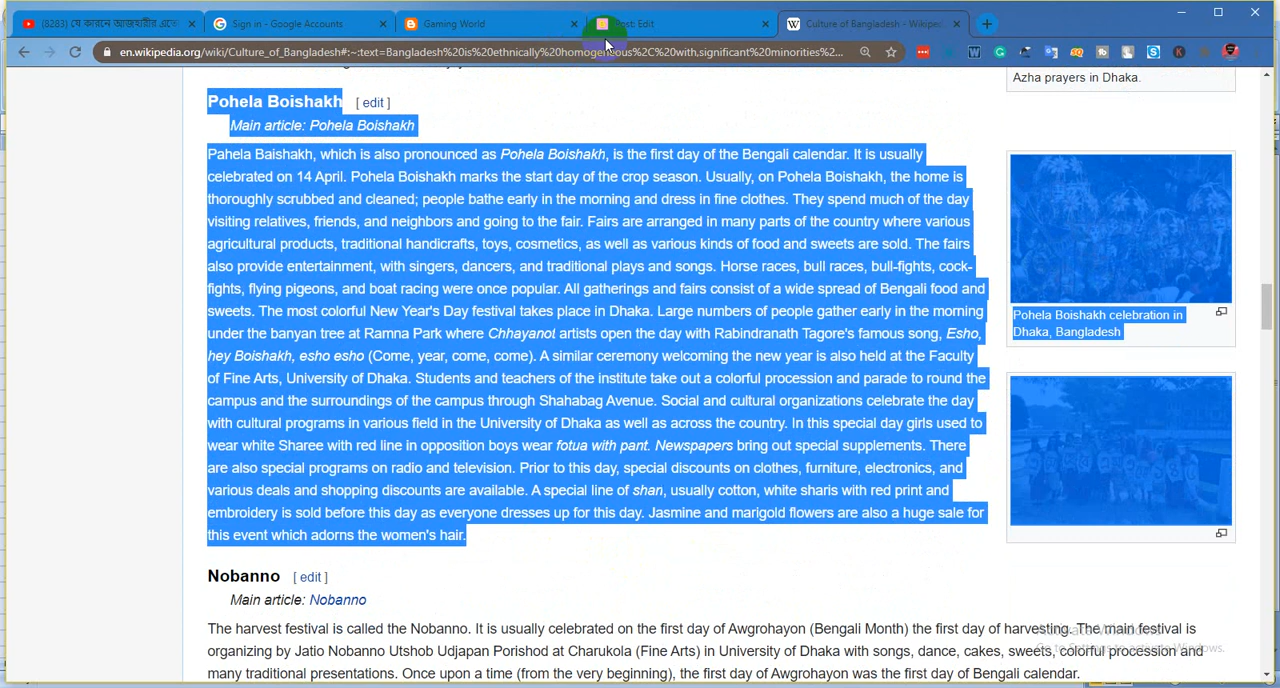 (8283) যে কারনে আজহারীর এতো
Sign in - Google Accounts
Gaming World
Post: Edit
Culture of Bangladesh - Wikiped
en.wikipedia.org/wiki/Culture_of_Bangladesh#:~:text=Bangladesh%20is%20ethnically%20homogeneous%2C%20with,significant%20minorities%2...
Azha prayers in Dhaka.
Pohela Boishakh [ edit ]
Main article: Pohela Boishakh
Pahela Baishakh, which is also pronounced as Pohela Boishakh, is the first day of the Bengali calendar. It is usually
celebrated on 14 April. Pohela Boishakh marks the start day of the crop season. Usually, on Pohela Boishakh, the home is
thoroughly scrubbed and cleaned; people bathe early in the morning and dress in fine clothes. They spend much of the day
visiting relatives, friends, and neighbors and going to the fair. Fairs are arranged in many parts of the country where various
agricultural products, traditional handicrafts, toys, cosmetics, as well as various kinds of food and sweets are sold. The fairs
also provide entertainment, with singers, dancers, and traditional plays and songs. Horse races, bull races, bull-fights, cock-
fights, flying pigeons, and boat racing were once popular. All gatherings and fairs consist of a wide spread of Bengali food and
sweets. The most colorful New Year's Day festival takes place in Dhaka. Large numbers of people gather early in the morning
under the banyan tree at Ramna Park where Chhayanot artists open the day with Rabindranath Tagore's famous song, Esho,
hey Boishakh, esho esho (Come, year, come, come). A similar ceremony welcoming the new year is also held at the Faculty
of Fine Arts, University of Dhaka. Students and teachers of the institute take out a colorful procession and parade to round the
campus and the surroundings of the campus through Shahabag Avenue. Social and cultural organizations celebrate the day
with cultural programs in various field in the University of Dhaka as well as across the country. In this special day girls used to
wear white Sharee with red line in opposition boys wear fotua with pant. Newspapers bring out special supplements. There
are also special programs on radio and television. Prior to this day, special discounts on clothes, furniture, electronics, and
various deals and shopping discounts are available. A special line of shari, usually cotton, white sharis with red print and
embroidery is sold before this day as everyone dresses up for this day. Jasmine and marigold flowers are also a huge sale for
this event which adorns the women's hair.
Pohela Boishakh celebration in
Dhaka, Bangladesh
Nobanno [ edit ]
Main article: Nobanno
The harvest festival is called the Nobanno. It is usually celebrated on the first day of Awgrohayon (Bengali Month) the first day of harvesting. The main festival is
organizing by Jatio Nobanno Utshob Udjapan Porishod at Charukola (Fine Arts) in University of Dhaka with songs, dance, cakes, sweets, colorful procession and
many traditional presentations. Once upon a time (from the very beginning), the first day of Awgrohayon was the first day of Bengali calendar.
Activate Windows
Go to Settings to activate Windows.